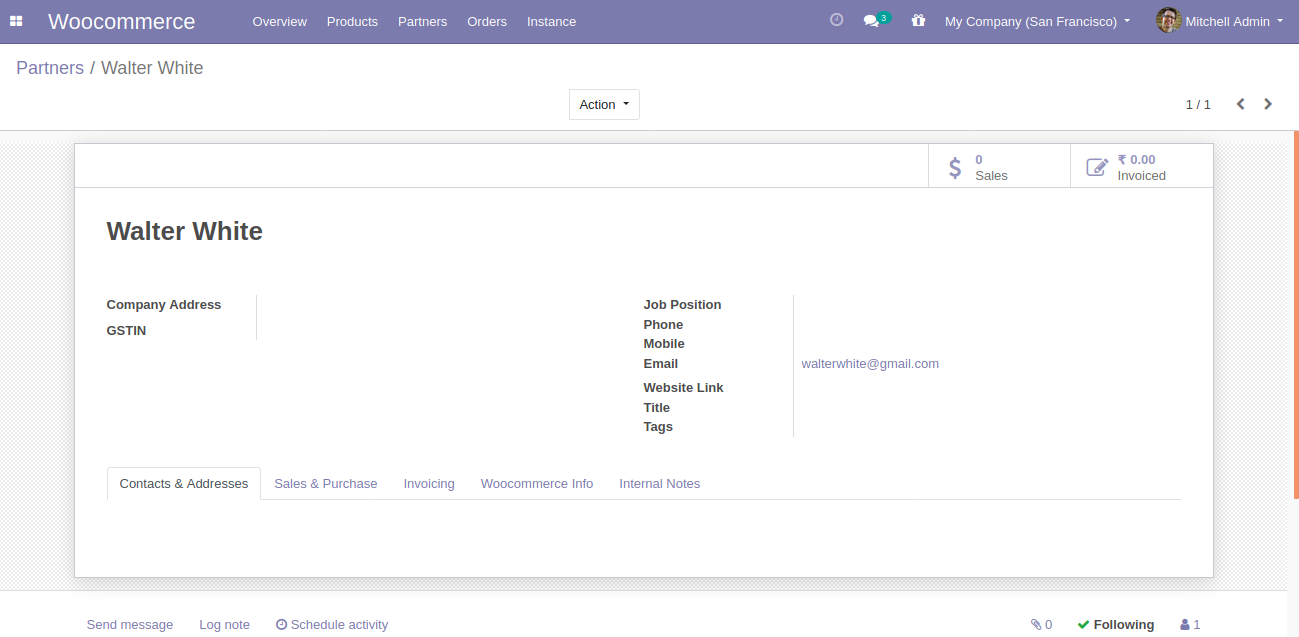 Woocommerce Overview Products Partners Orders Instance 3 My Company (San Francisco) Mitchell Admin
Partners / Walter White
Action 1 / 1
0
Sales
₹ 0.00
Invoiced
Walter White
Company Address
GSTIN
Job Position
Phone
Mobile
Email walterwhite@gmail.com
Website Link
Title
Tags
Contacts & Addresses Sales & Purchase Invoicing Woocommerce Info Internal Notes
Send message Log note Schedule activity 0 Following 1